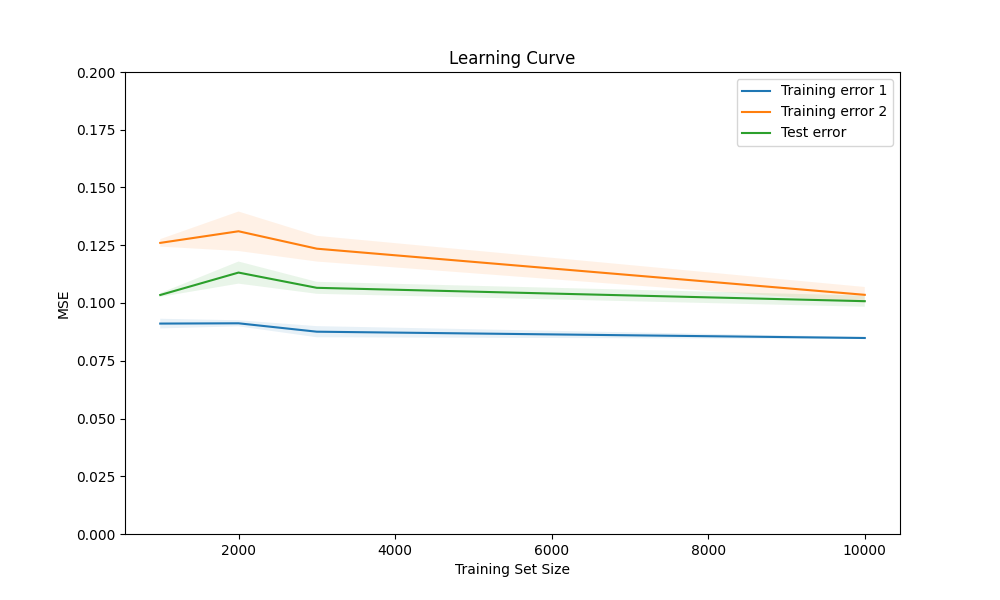 Learning Curve
0.200
0.175
0.150
0.125
0.100
0.075
0.050
0.025
0.000
MSE
Training error 1
Training error 2
Test error
2000 4000 6000 8000 10000
Training Set Size